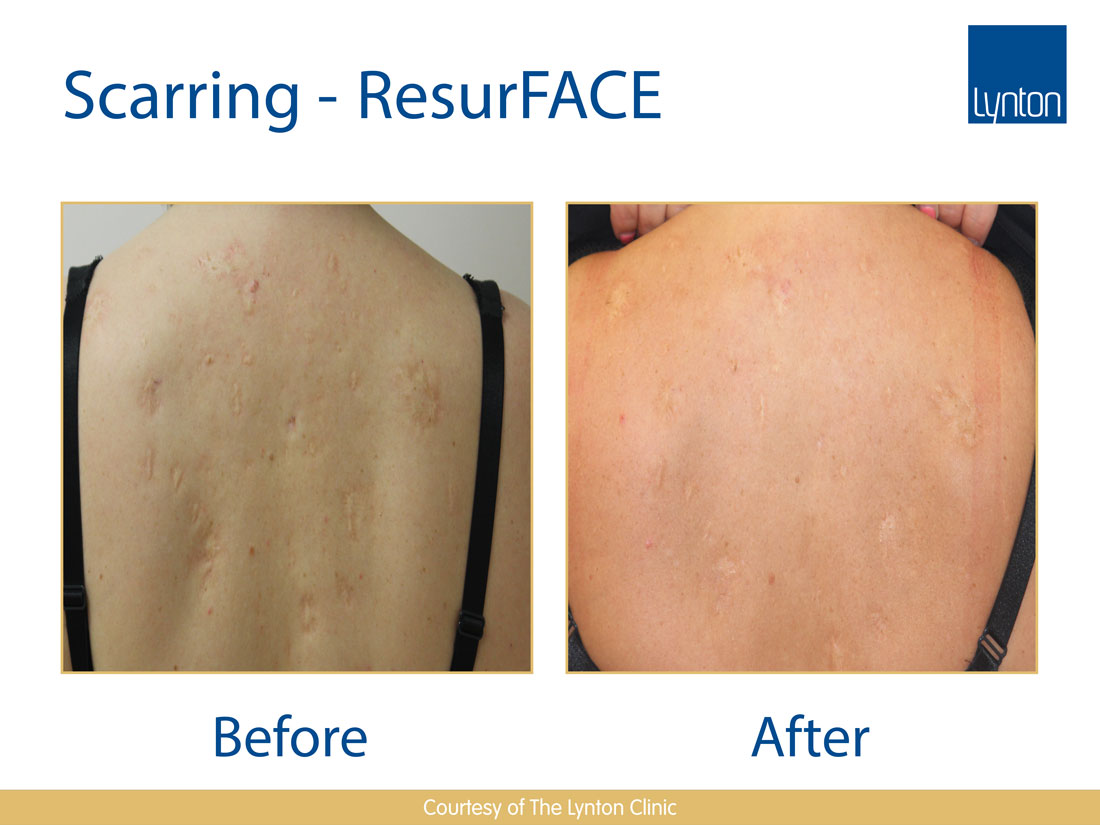 Scarring - ResurFACE
Lynton
Before
After
Courtesy of The Lynton Clinic